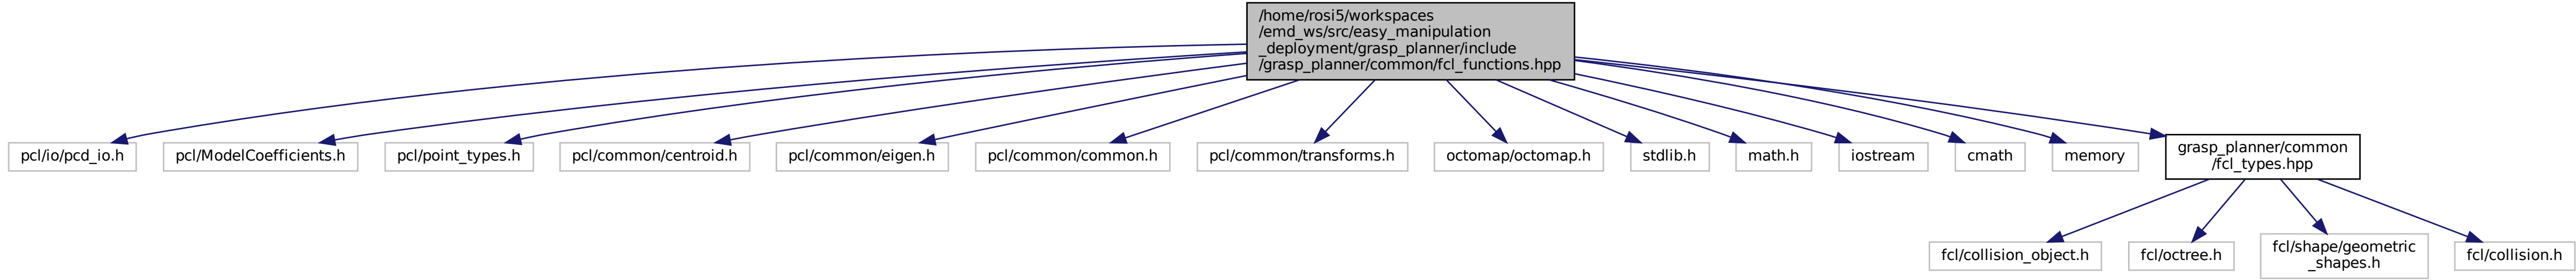 /home/rosi5/workspaces
/emd_ws/src/easy_manipulation
_deployment/grasp_planner/include
/grasp_planner/common/fcl_functions.hpp
pcl/io/pcd_io.h
pcl/ModelCoefficients.h
pcl/point_types.h
pcl/common/centroid.h
pcl/common/eigen.h
pcl/common/common.h
pcl/common/transforms.h
octomap/octomap.h
stdlib.h
math.h
iostream
cmath
memory
grasp_planner/common
/fcl_types.hpp
fcl/collision_object.h
fcl/octree.h
fcl/shape/geometric
_shapes.h
fcl/collision.h